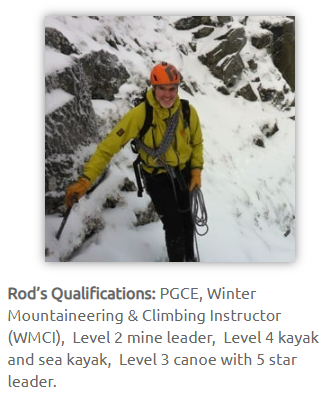 Rod's Qualifications: PGCE, Winter
Mountaineering & Climbing Instructor
(WMCI),  Level 2 mine leader,  Level 4 kayak
and sea kayak,  Level 3 canoe with 5 star
leader.